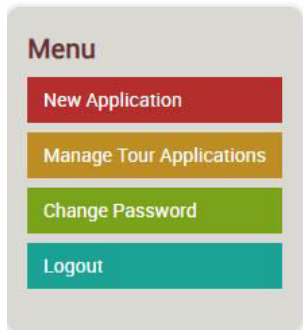 Menu
New Application
Manage Tour Applications
Change Password
Logout